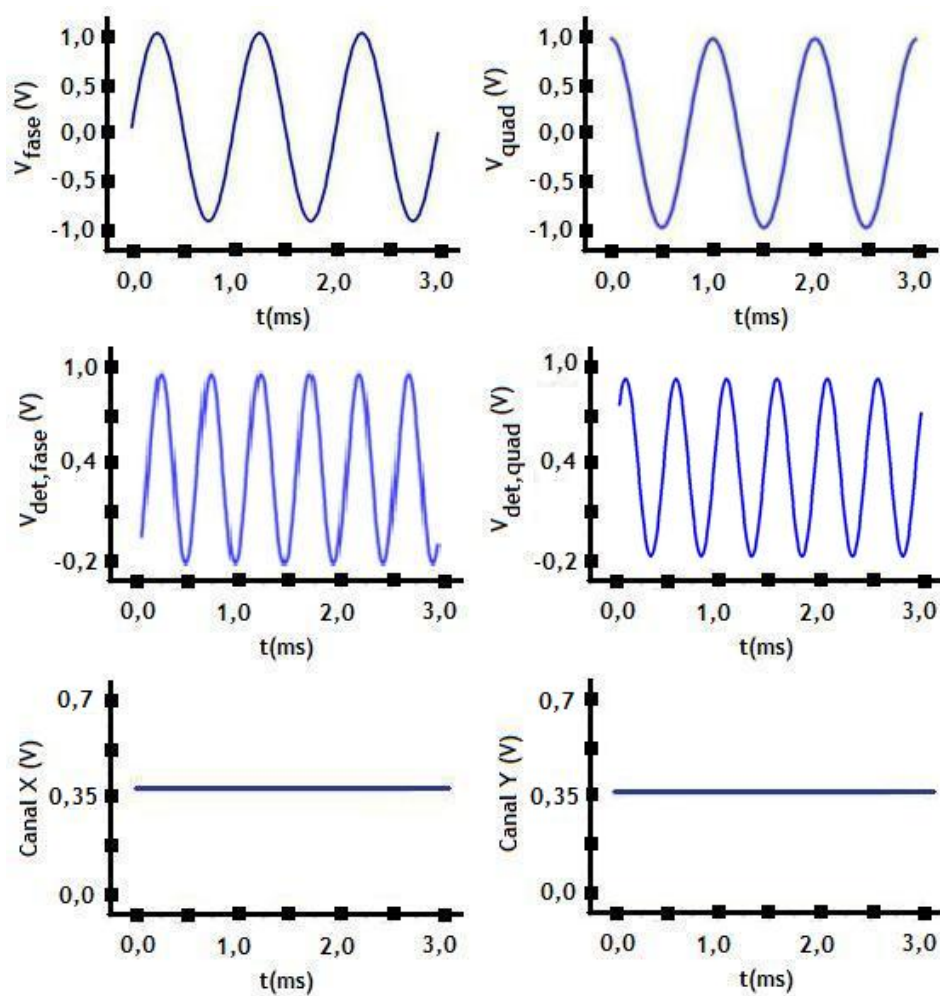 V_fase (V)
1,0
0,5
0,0
-0,5
-1,0
0,0 1,0 2,0 3,0
t(ms)
V_quad (V)
1,0
0,5
0,0
-0,5
-1,0
0,0 1,0 2,0 3,0
t(ms)
V_det,fase (V)
1,0
0,4
-0,2
0,0 1,0 2,0 3,0
t(ms)
V_det,quad (V)
1,0
0,4
-0,2
0,0 1,0 2,0 3,0
t(ms)
Canal X (V)
0,7
0,35
0,0
0,0 1,0 2,0 3,0
t(ms)
Canal Y (V)
0,7
0,35
0,0
0,0 1,0 2,0 3,0
t(ms)